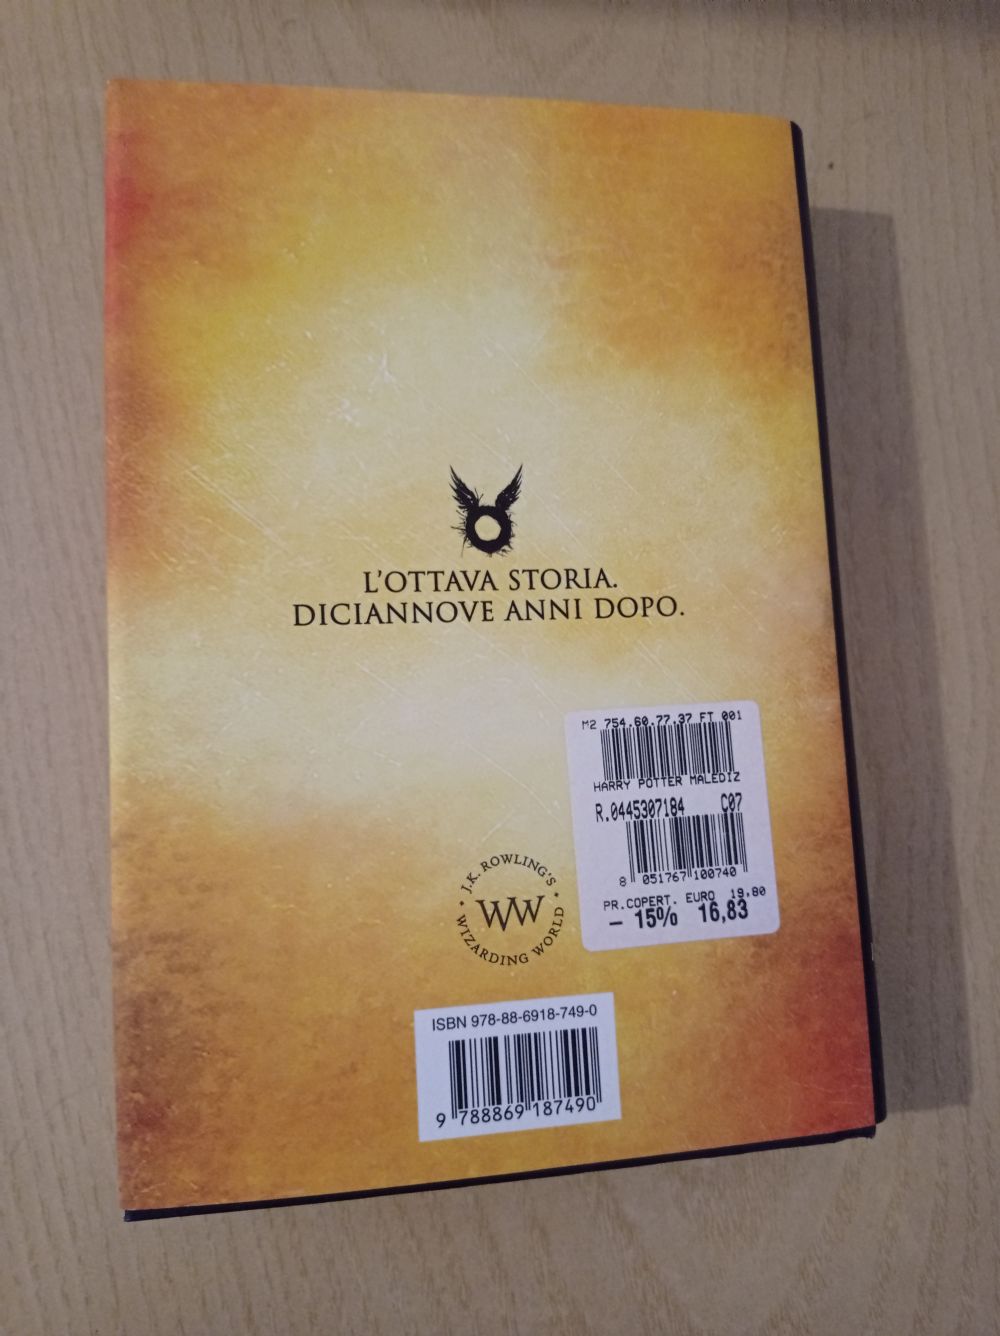 L'OTTAVA STORIA.
DICIANNOVE ANNI DOPO.
M2 754.60.77.37 FT 001
HARRY POTTER MALEDIZ
R.0445307184 C07
8 051767 100740
PR.COPERT. EURO 19.80
- 15% 16,83
J.K. ROWLING'S
WW
WIZARDING WORLD
ISBN 978-88-6918-749-0
9 788869 187490